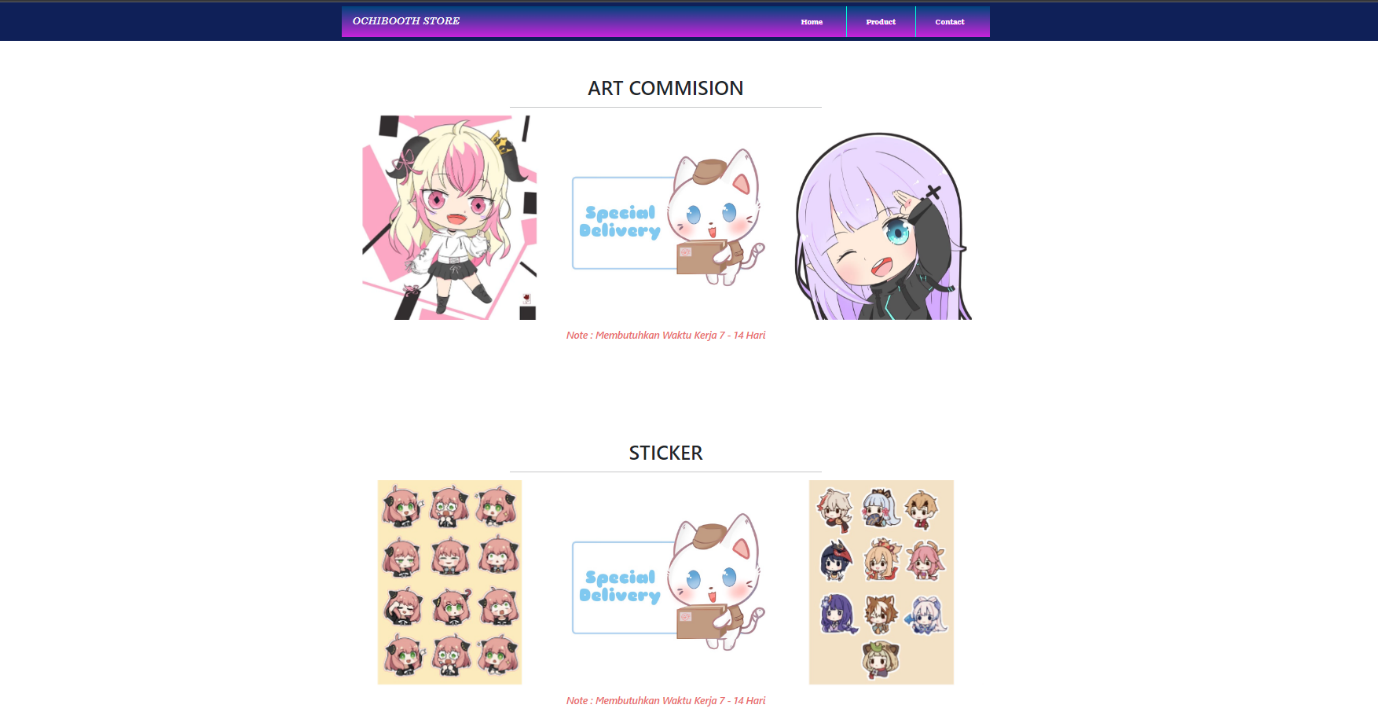 OCHIBOOTH STORE
Home
Product
Contact
ART COMMISION
Special
Delivery
Note : Membutuhkan Waktu Kerja 7 - 14 Hari
STICKER
Special
Delivery
Note : Membutuhkan Waktu Kerja 7 - 14 Hari